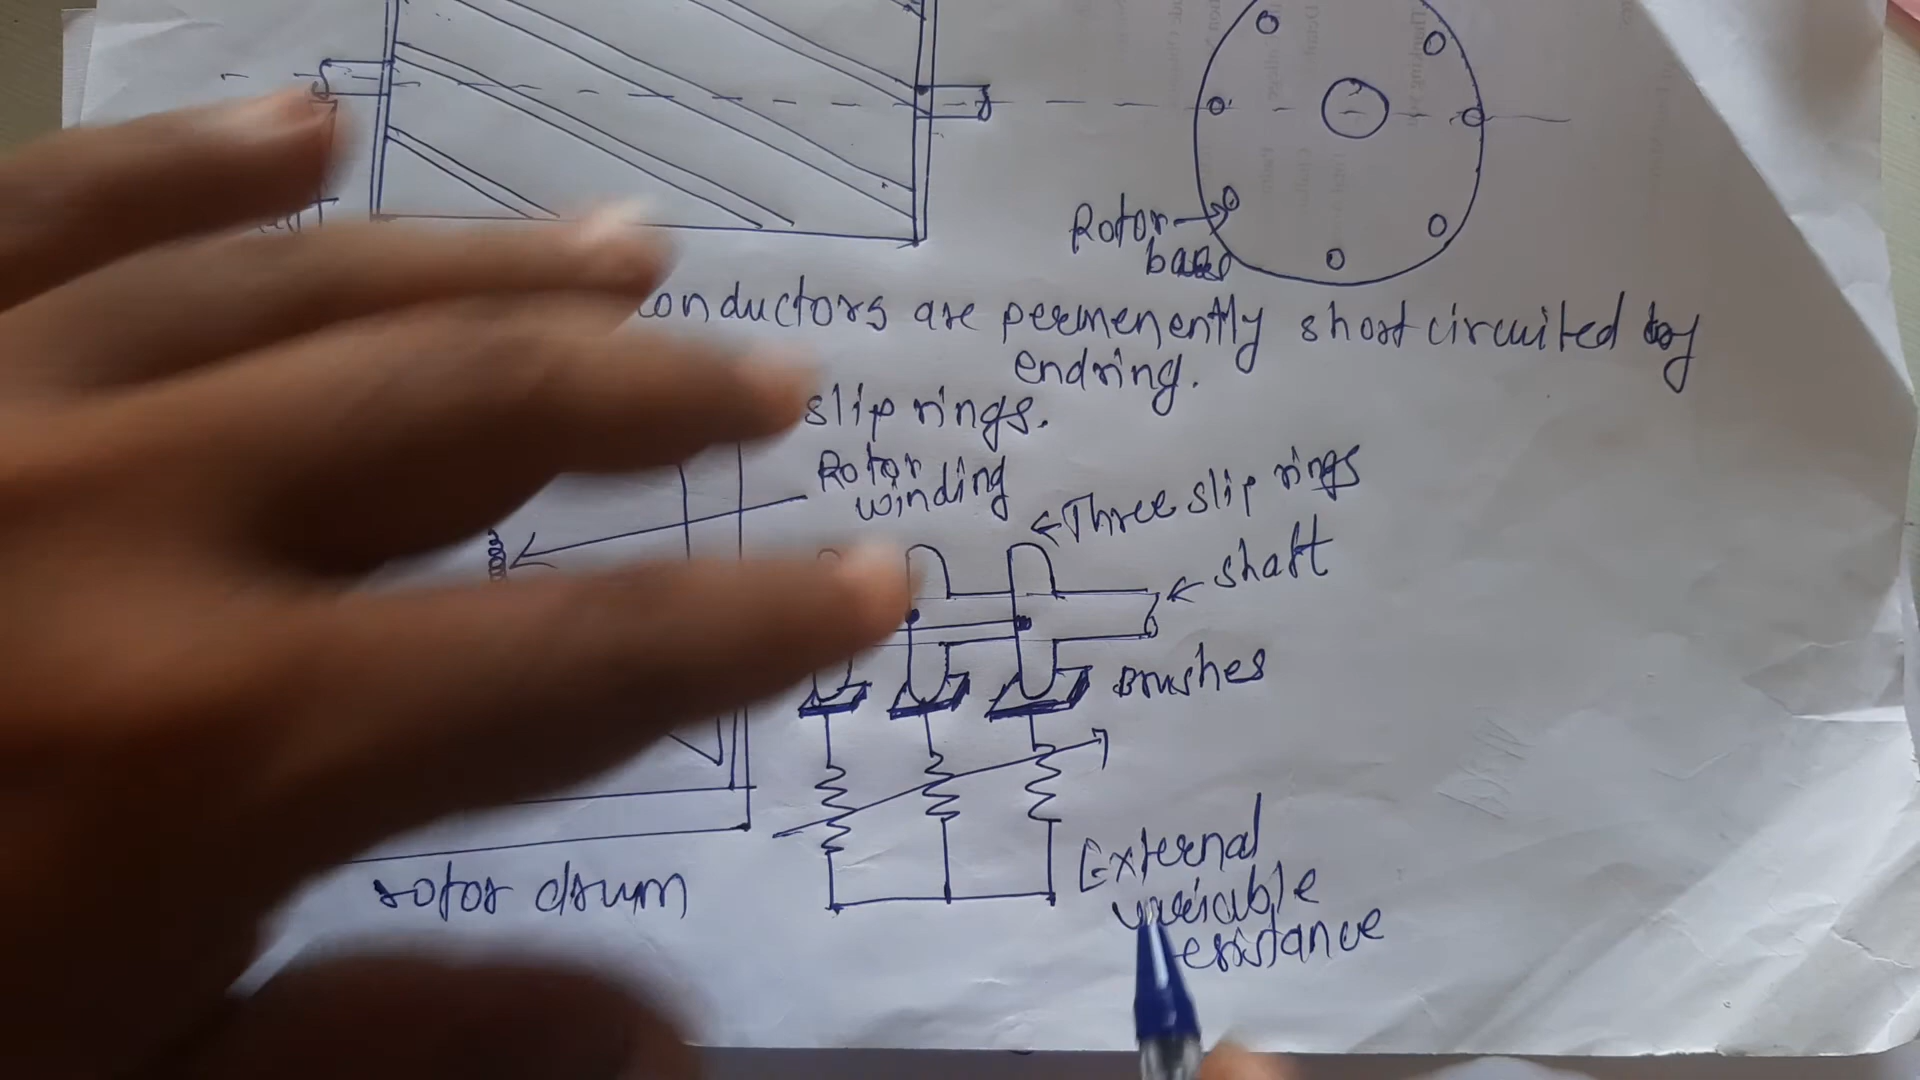 Rotor
bars
conductors are permenently short circuited by
endring.
slip rings.
Rotor
winding
Three slip rings
shaft
Brushes
External
variable
resistance
rotor drum